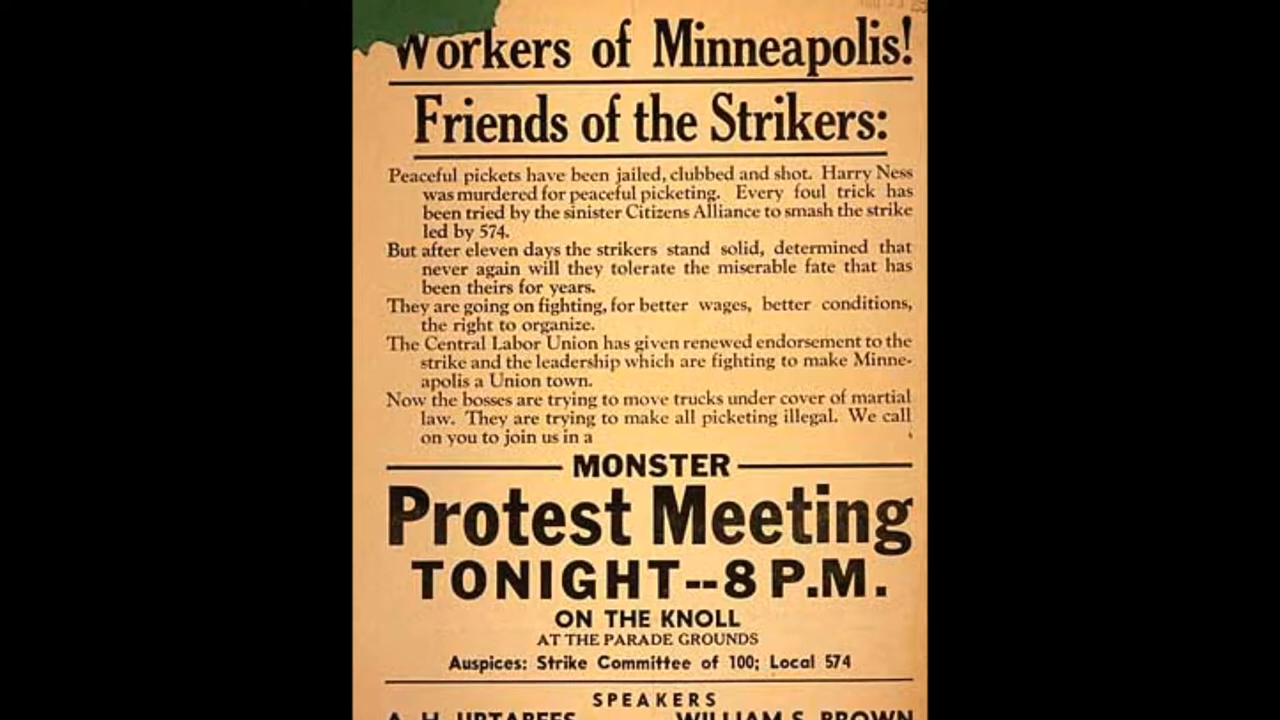 Workers of Minneapolis!
Friends of the Strikers:
Peaceful pickets have been jailed, clubbed and shot. Harry Ness
was murdered for peaceful picketing. Every foul trick has
been tried by the sinister Citizens Alliance to smash the strike
led by 574.
But after eleven days the strikers stand solid, determined that
never again will they tolerate the miserable fate that has
been theirs for years.
They are going on fighting, for better wages, better conditions,
the right to organize.
The Central Labor Union has given renewed endorsement to the
strike and the leadership which are fighting to make Minne-
apolis a Union town.
Now the bosses are trying to move trucks under cover of martial
law. They are trying to make all picketing illegal. We call
on you to join us in a
MONSTER
Protest Meeting
TONIGHT--8 P.M.
ON THE KNOLL
AT THE PARADE GROUNDS
Auspices: Strike Committee of 100; Local 574
SPEAKERS
A. H. WILLIAM S. BROWN